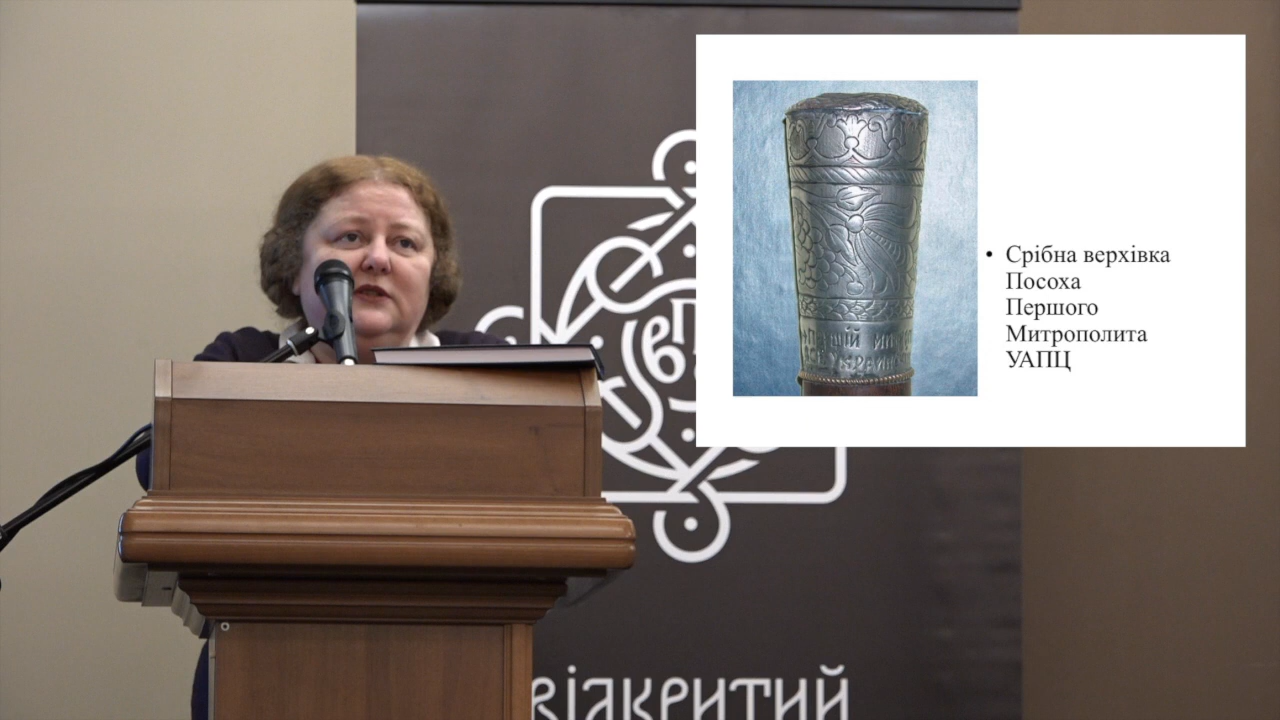 Срібна верхівка
Посоха
Першого
Митрополита
УАПЦ
відкритий